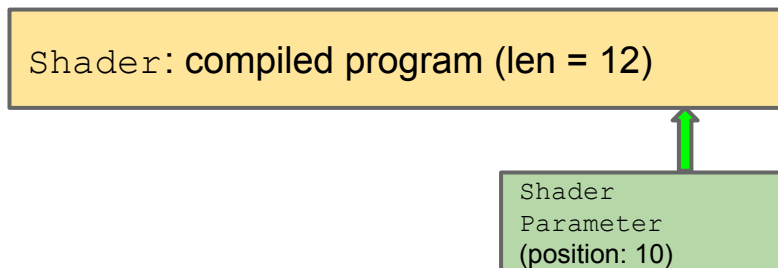 Shader: compiled program (len = 12)
Shader
Parameter
(position: 10)